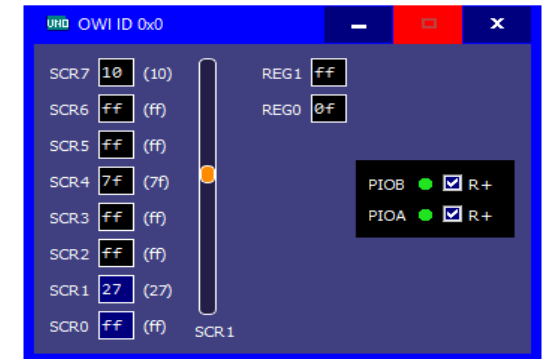 UNO OWI ID 0x0
SCR7 10 (10) REG1 ff
SCR6 ff (ff) REG0 0f
SCR5 ff (ff)
SCR4 7f (7f) PIOB R+
SCR3 ff (ff) PIOA R+
SCR2 ff (ff)
SCR1 27 (27)
SCR0 ff (ff) SCR1